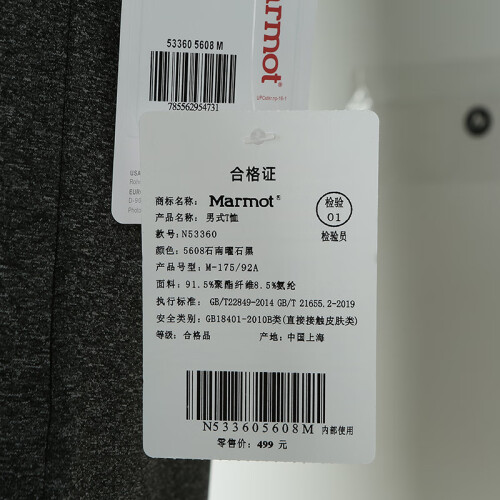 53360 5608 M
785562954731
Marmot
USA
EURO
合格证
商标名称： Marmot
产品名称： 男式T恤
检验
01
检验员
款号：N53360
颜色：5608石南曜石黑
产品号型：M-175/92A
面料：91.5%聚酯纤维8.5%氨纶
执行标准： GB/T22849-2014 GB/T 21655.2-2019
安全类别：GB18401-2010B类(直接接触皮肤类)
等级：合格品 产地：中国上海
N533605608M 内部使用
零售价：499 元